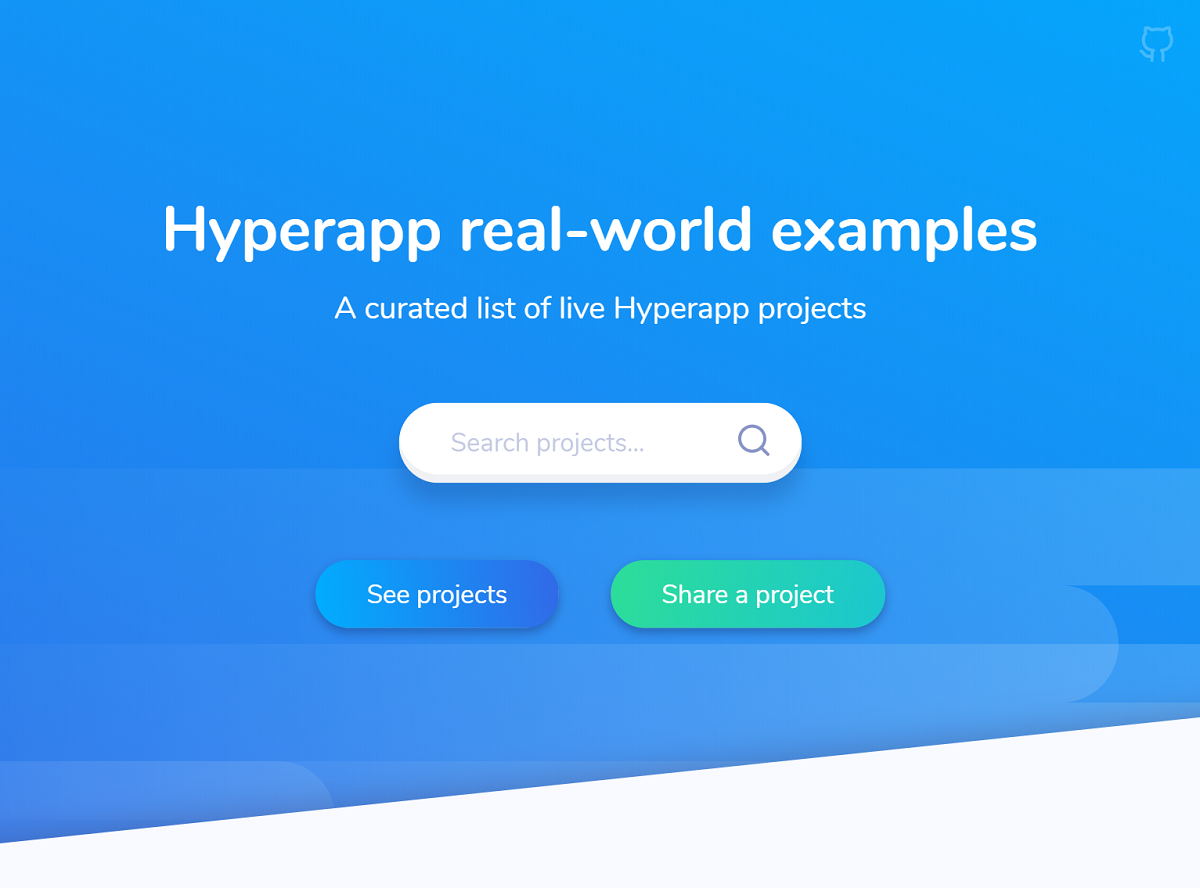 Hyperapp real-world examples
A curated list of live Hyperapp projects
Search projects...
See projects
Share a project